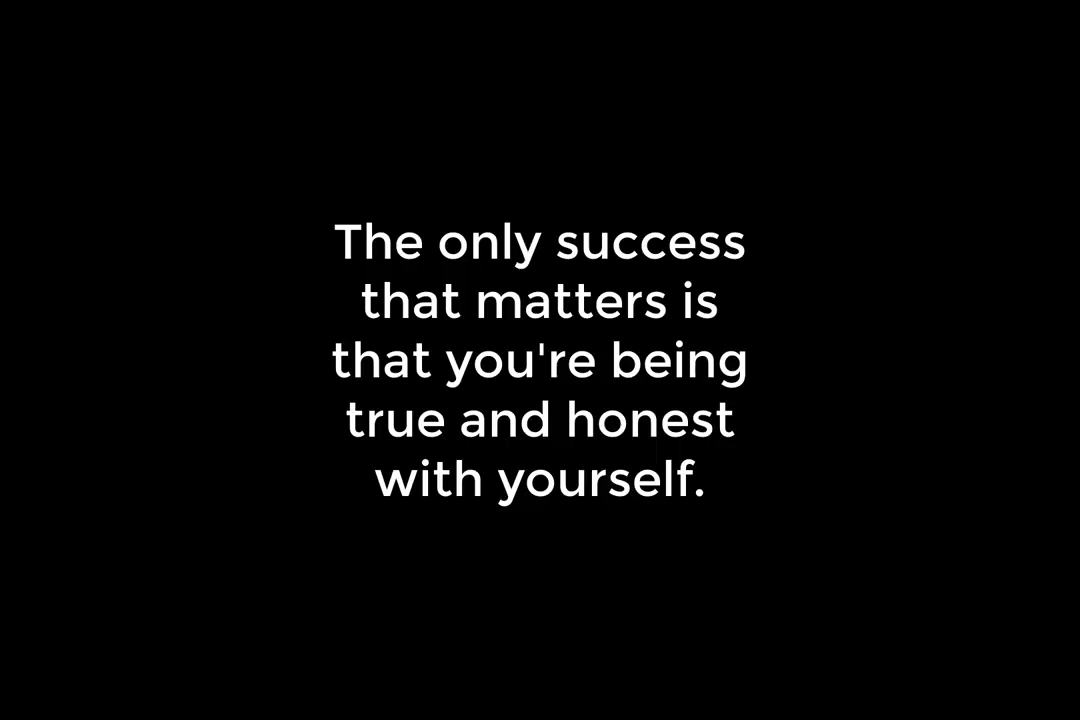 The only success
that matters is
that you're being
true and honest
with yourself.